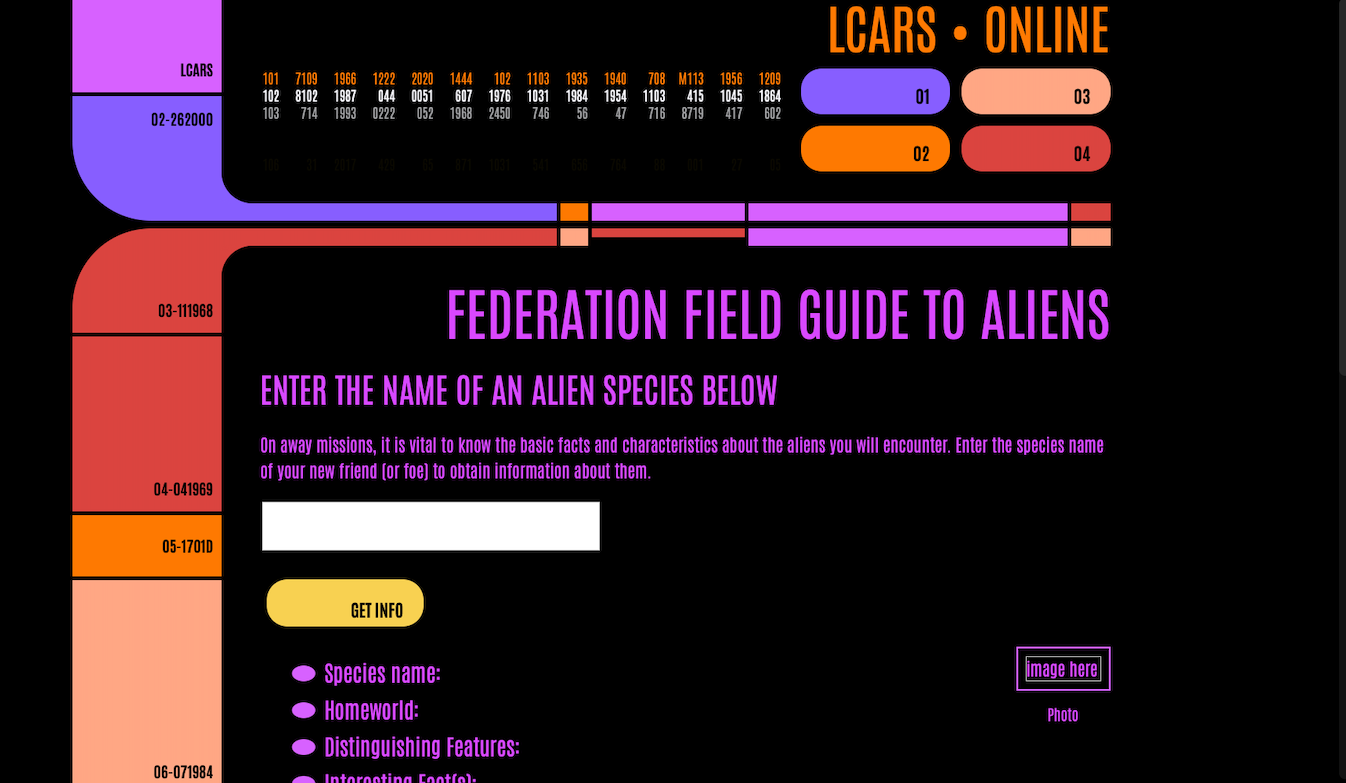 LCARS • ONLINE
LCARS
02-262000
101 7109 1966 1222 2020 1444 102 1103 1935 1940 708 M113 1956 1209
102 8102 1987 044 0051 607 1976 1031 1984 1954 1103 415 1045 1864
103 714 1993 0222 052 1968 2450 746 56 47 716 8719 417 602
01
03
02
04
03-111968
FEDERATION FIELD GUIDE TO ALIENS
ENTER THE NAME OF AN ALIEN SPECIES BELOW
On away missions, it is vital to know the basic facts and characteristics about the aliens you will encounter. Enter the species name
of your new friend (or foe) to obtain information about them.
04-041969
05-1701D
GET INFO
Species name:
image here
Homeworld:
Photo
Distinguishing Features:
Interesting Fact(s):
06-071984